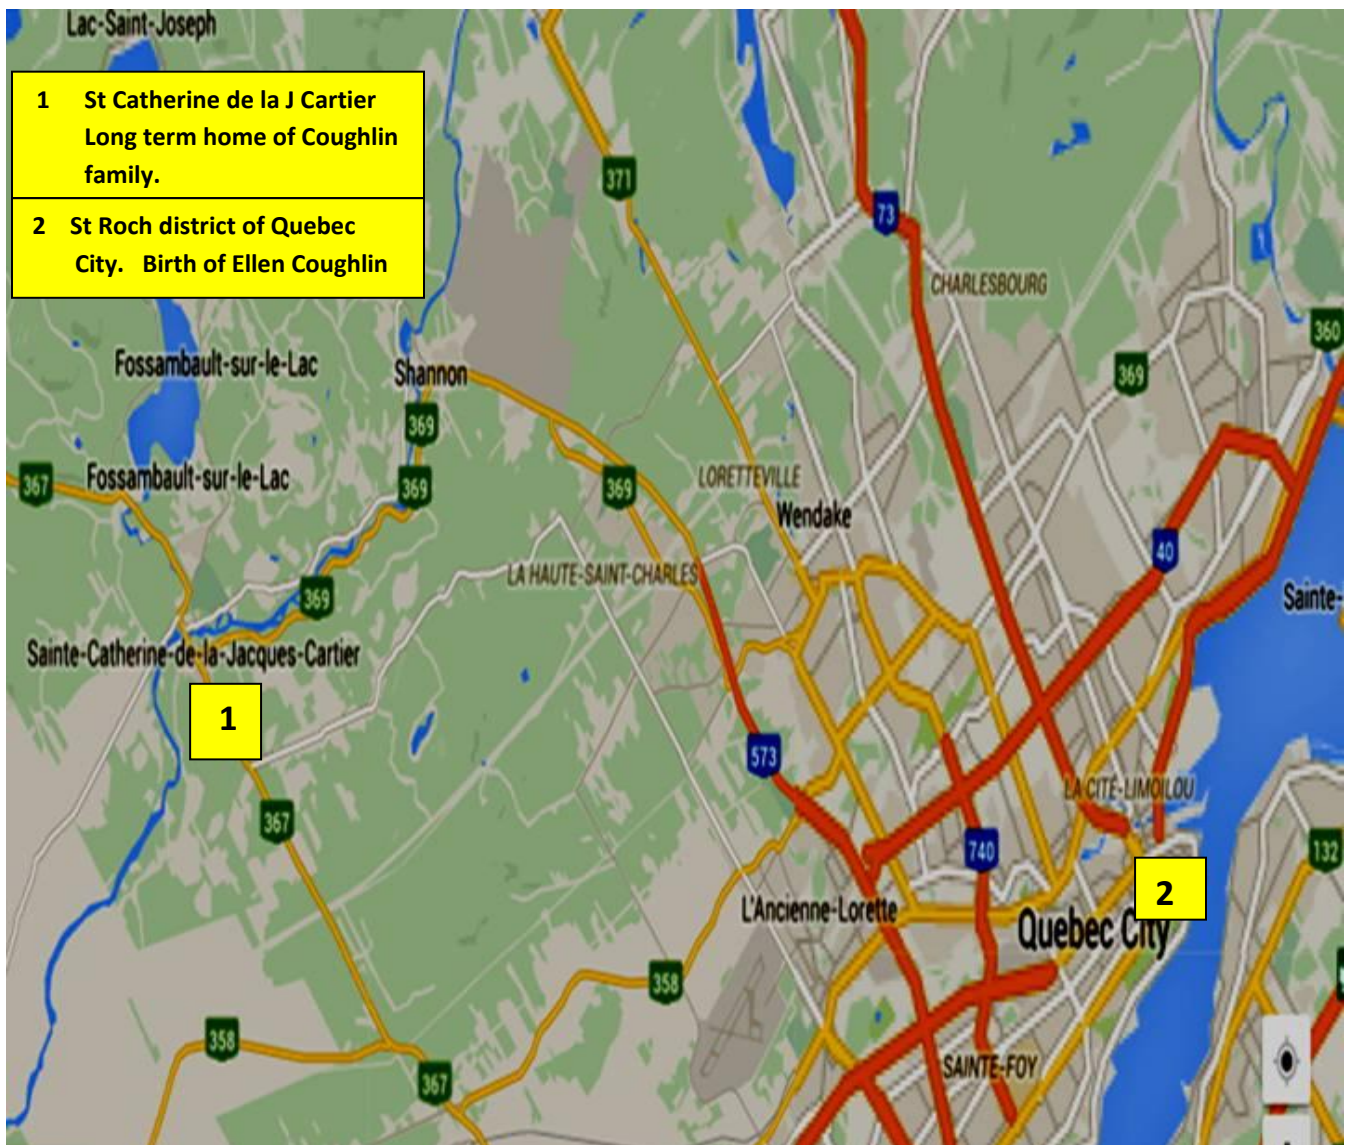 Lac-Saint-Joseph
1 St Catherine de la J Cartier
Long term home of Coughlin
family.
2 St Roch district of Quebec
City. Birth of Ellen Coughlin
371
73
CHARLESBOURG
360
Fossambault-sur-le-Lac
Shannon
369
369
367
Fossambault-sur-le-Lac
369
369
LORETTEVILLE
Wendake
40
LA HAUTE-SAINT-CHARLES
369
Sainte-
Sainte-Catherine-de-la-Jacques-Cartier
1
573
LA CITÉ-LIMOILOU
367
740
132
2
L'Ancienne-Lorette
Quebec City
358
358
SAINTE-FOY
367